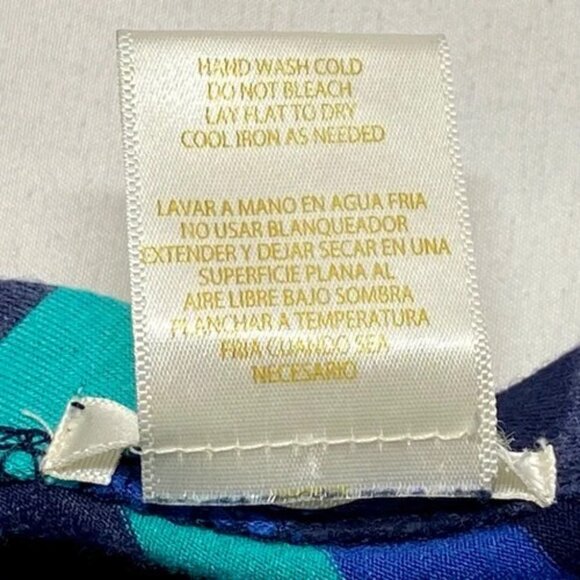 HAND WASH COLD
DO NOT BLEACH
LAY FLAT TO DRY
COOL IRON AS NEEDED
LAVAR A MANO EN AGUA FRIA
NO USAR BLANQUEADOR
EXTENDER Y DEJAR SECAR EN UNA
SUPERFICIE PLANA AL
AIRE LIBRE BAJO SOMBRA
PLANCHAR A TEMPERATURA
FRIA CUANDO SEA
NECESARIO